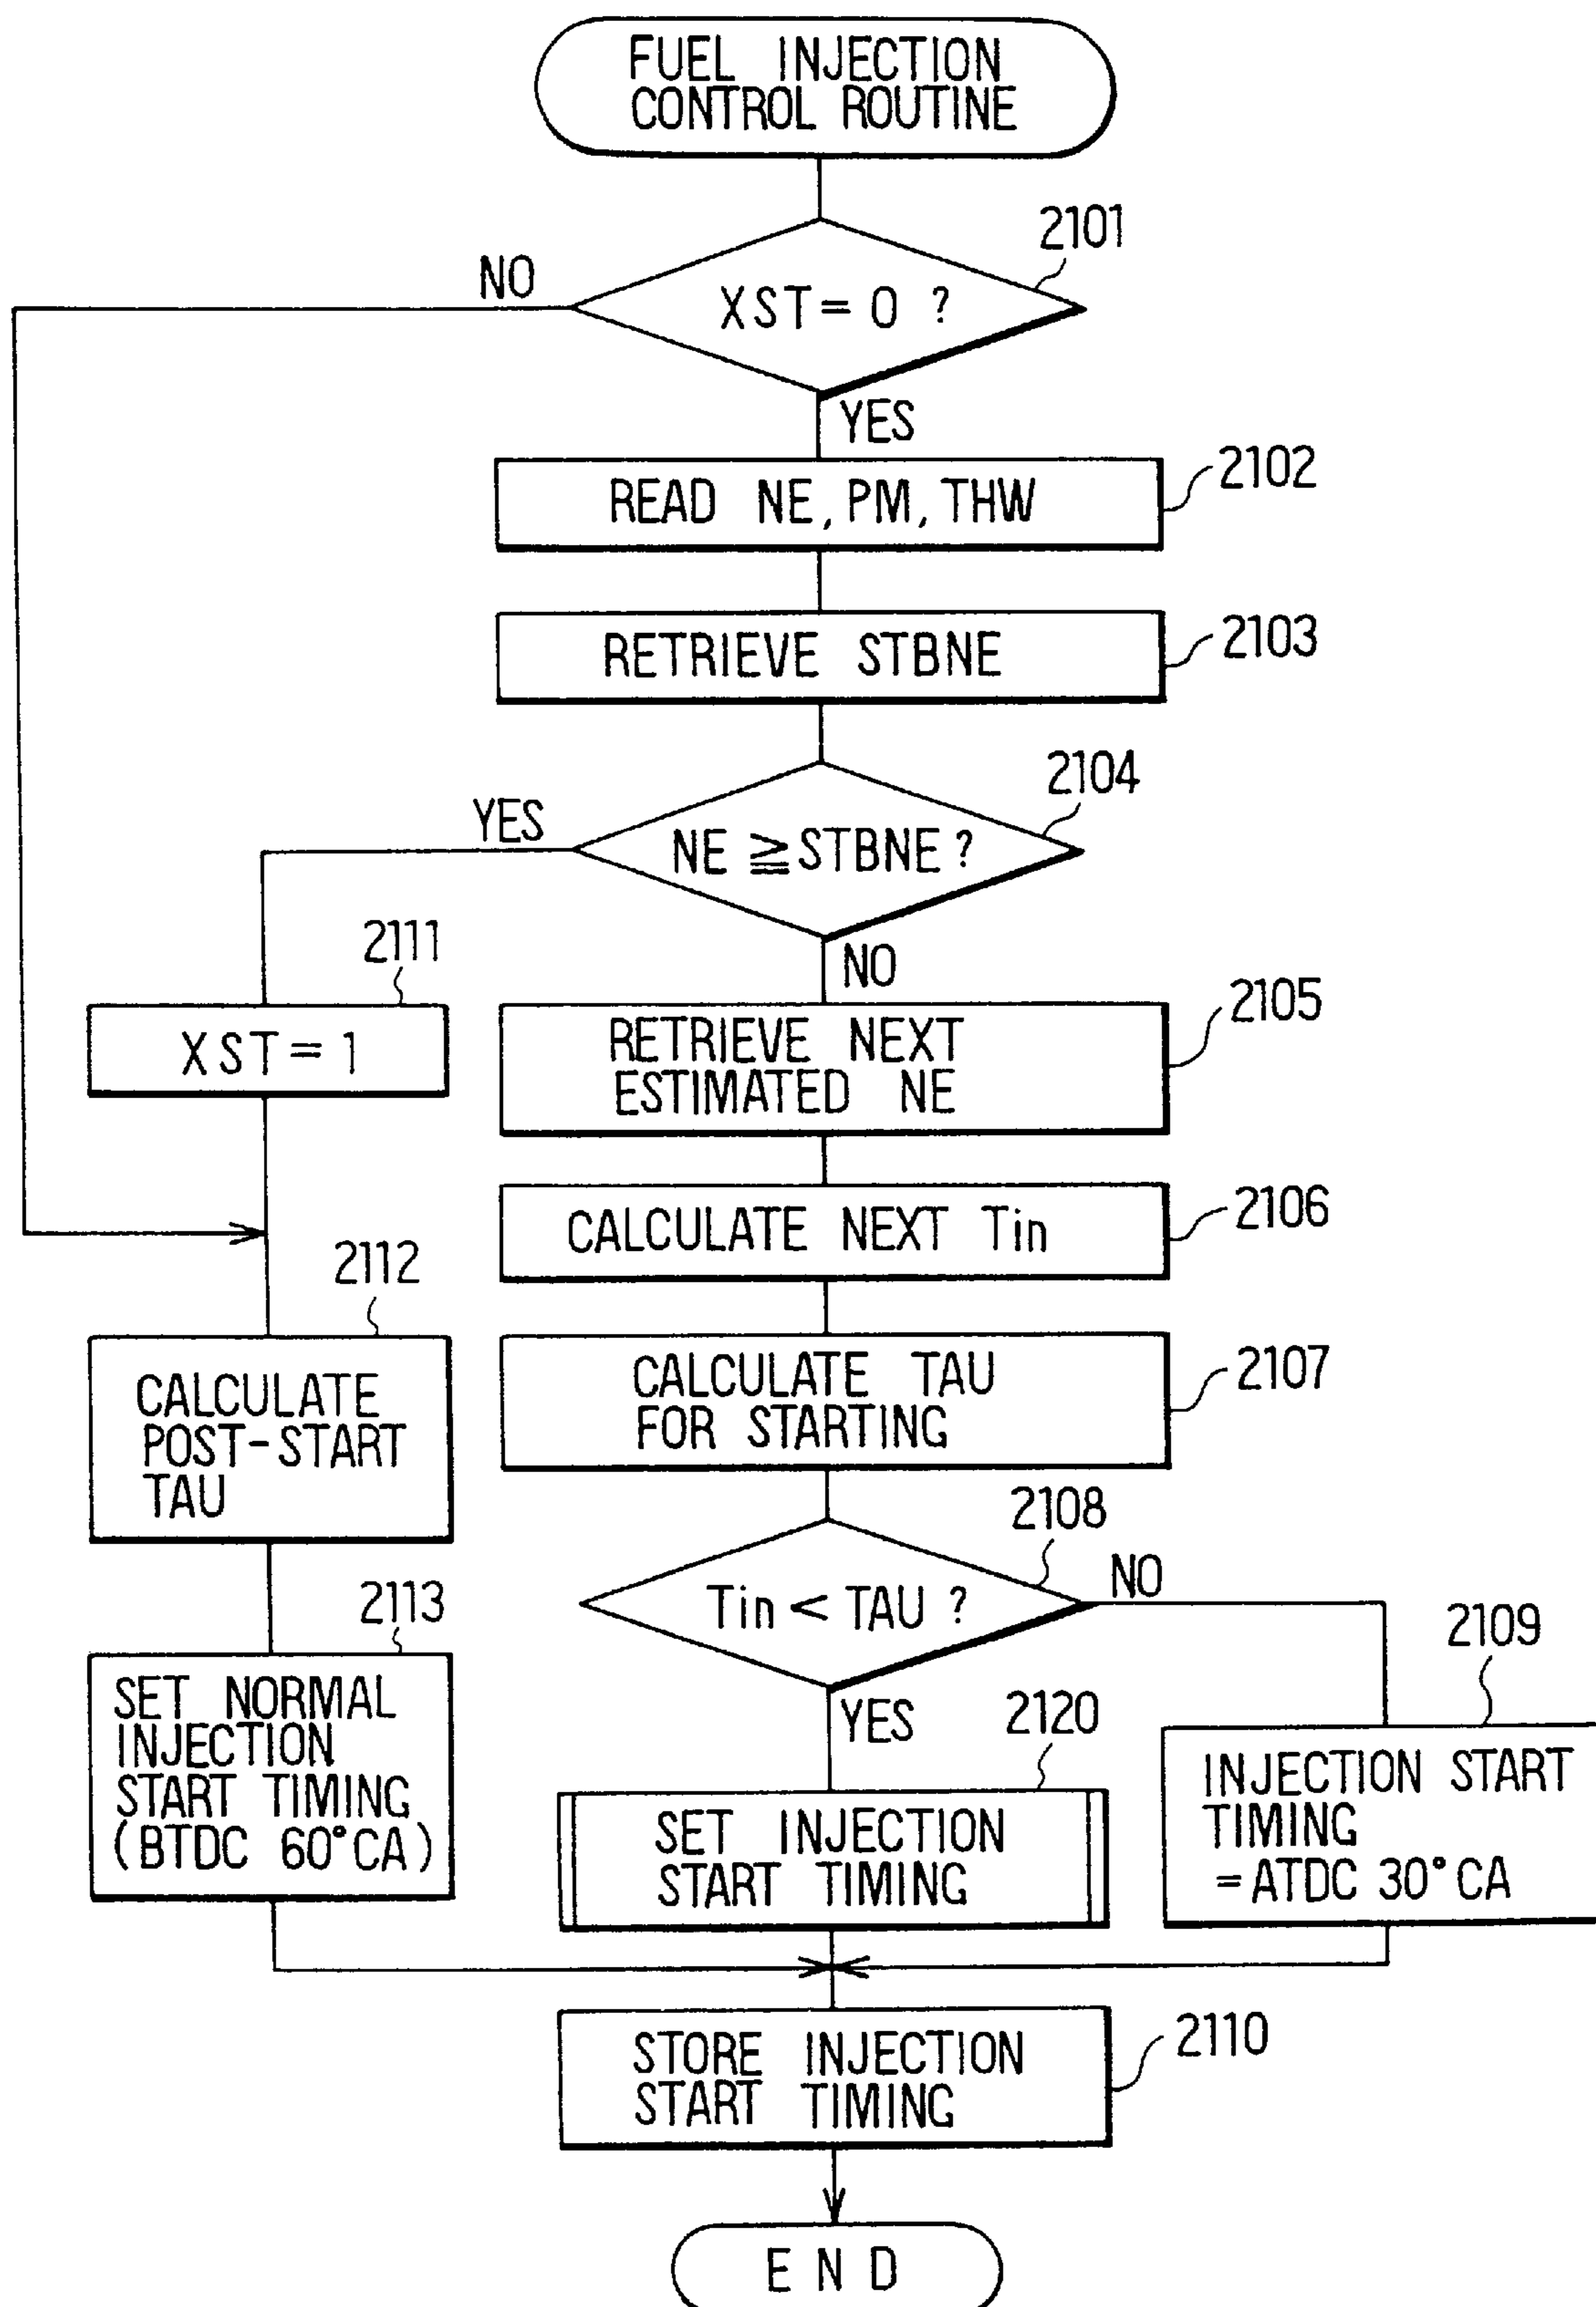 FUEL INJECTION
CONTROL ROUTINE
2101
NO
XST = 0 ?
YES
2102
READ NE, PM, THW
2103
RETRIEVE STBNE
2104
YES
NE ≧ STBNE ?
NO
2111
XST = 1
2105
RETRIEVE NEXT
ESTIMATED NE
2106
CALCULATE NEXT Tin
2112
CALCULATE
POST-START
TAU
2107
CALCULATE TAU
FOR STARTING
2108
NO
Tin < TAU ?
YES
2113
SET NORMAL
INJECTION
START TIMING
(BTDC 60°CA)
2120
SET INJECTION
START TIMING
2109
INJECTION START
TIMING
= ATDC 30°CA
2110
STORE INJECTION
START TIMING
END